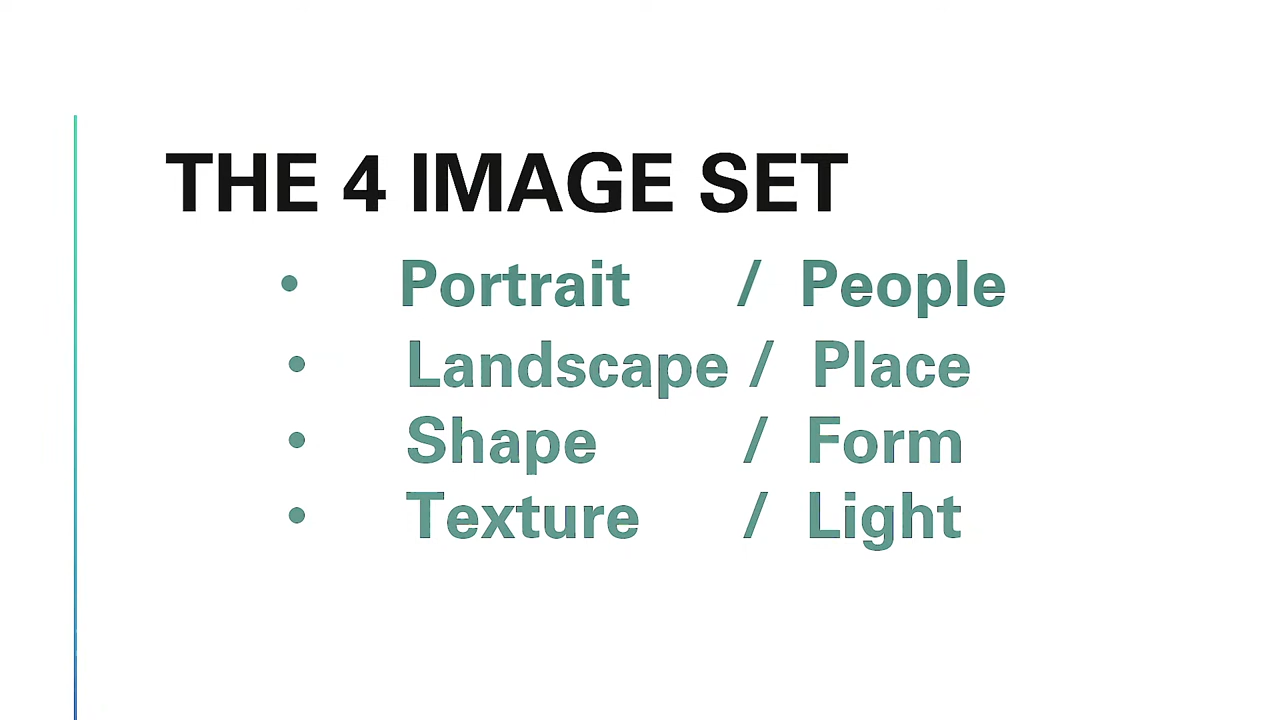 THE 4 IMAGE SET
• Portrait / People
• Landscape / Place
• Shape / Form
• Texture / Light